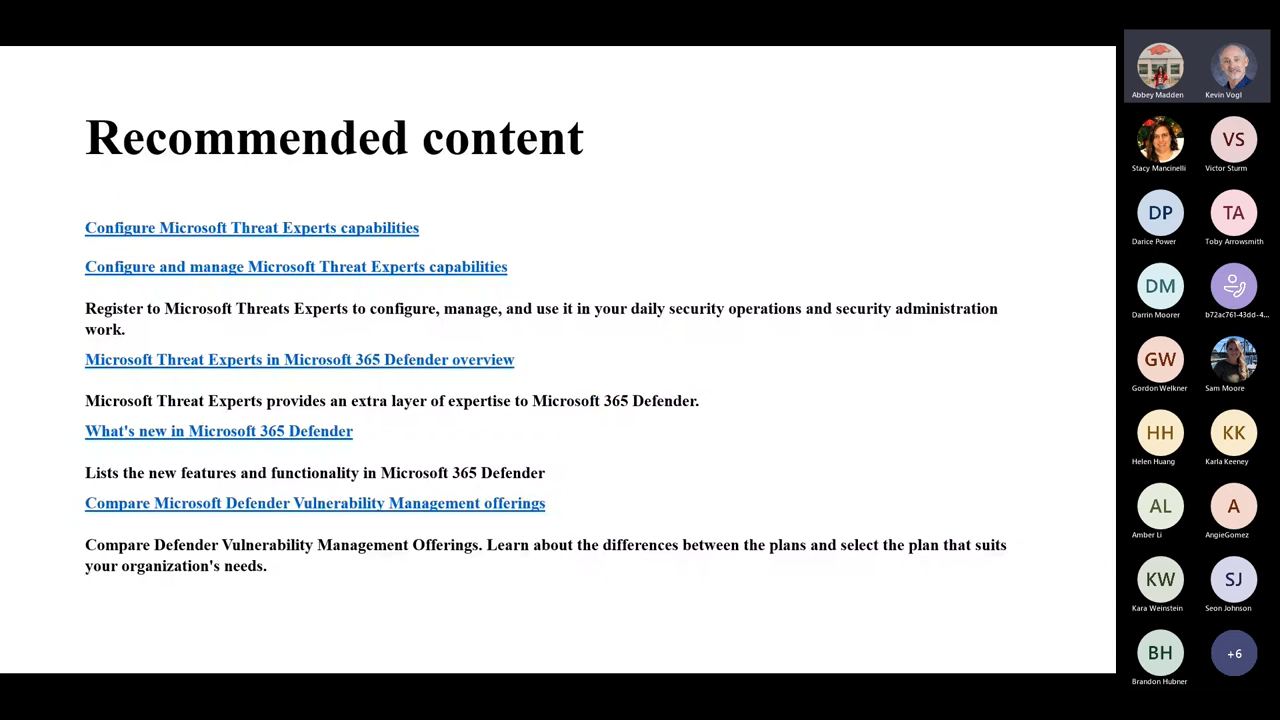 Recommended content
Configure Microsoft Threat Experts capabilities
Configure and manage Microsoft Threat Experts capabilities
Register to Microsoft Threats Experts to configure, manage, and use it in your daily security operations and security administration
work.
Microsoft Threat Experts in Microsoft 365 Defender overview
Microsoft Threat Experts provides an extra layer of expertise to Microsoft 365 Defender.
What's new in Microsoft 365 Defender
Lists the new features and functionality in Microsoft 365 Defender
Compare Microsoft Defender Vulnerability Management offerings
Compare Defender Vulnerability Management Offerings. Learn about the differences between the plans and select the plan that suits
your organization's needs.
Abbey Madden
Kevin Vogl
Stacy Mancinelli
VS
Victor Sturm
DP
Darice Power
TA
Toby Arrowsmith
DM
Darrin Moorer
b72ac761-43dd-4...
GW
Gordon Welkner
Sam Moore
HH
Helen Huang
KK
Karla Keeney
AL
Amber Li
A
AngieGomez
KW
Kara Weinstein
SJ
Seon Johnson
BH
Brandon Hubner
+6